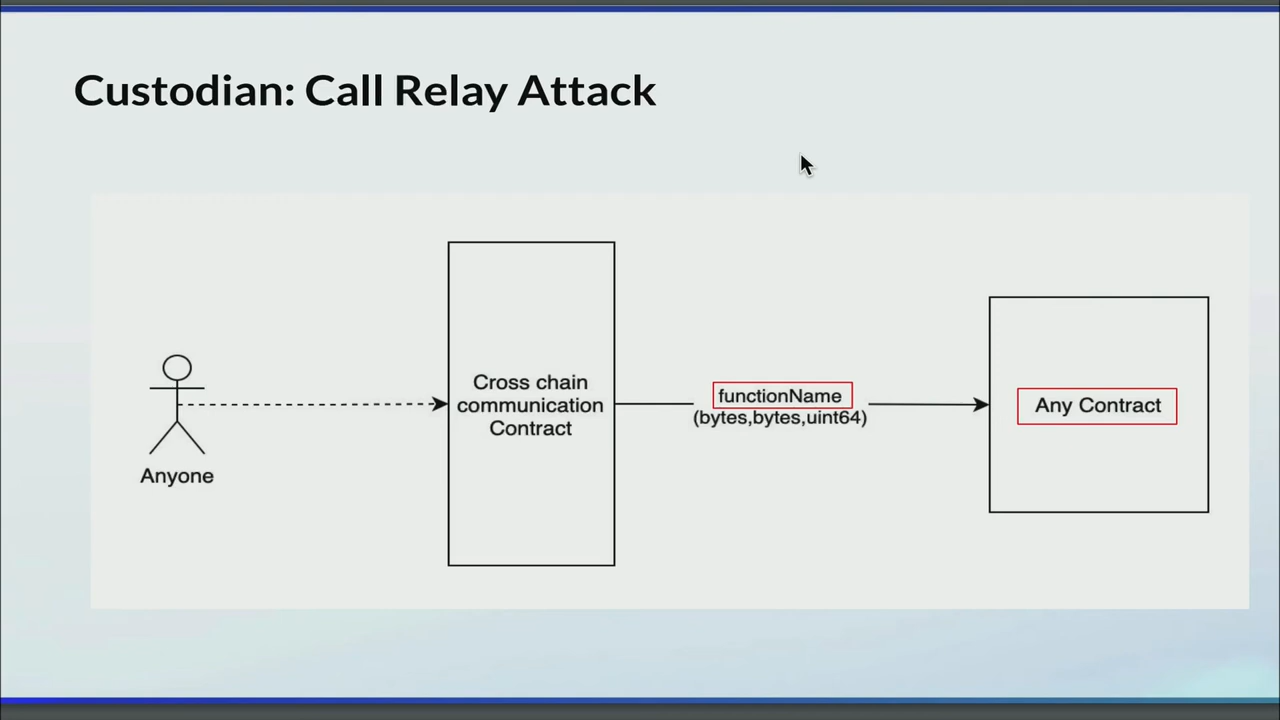 Custodian: Call Relay Attack
Anyone
Cross chain
communication
Contract
functionName
(bytes,bytes,uint64)
Any Contract